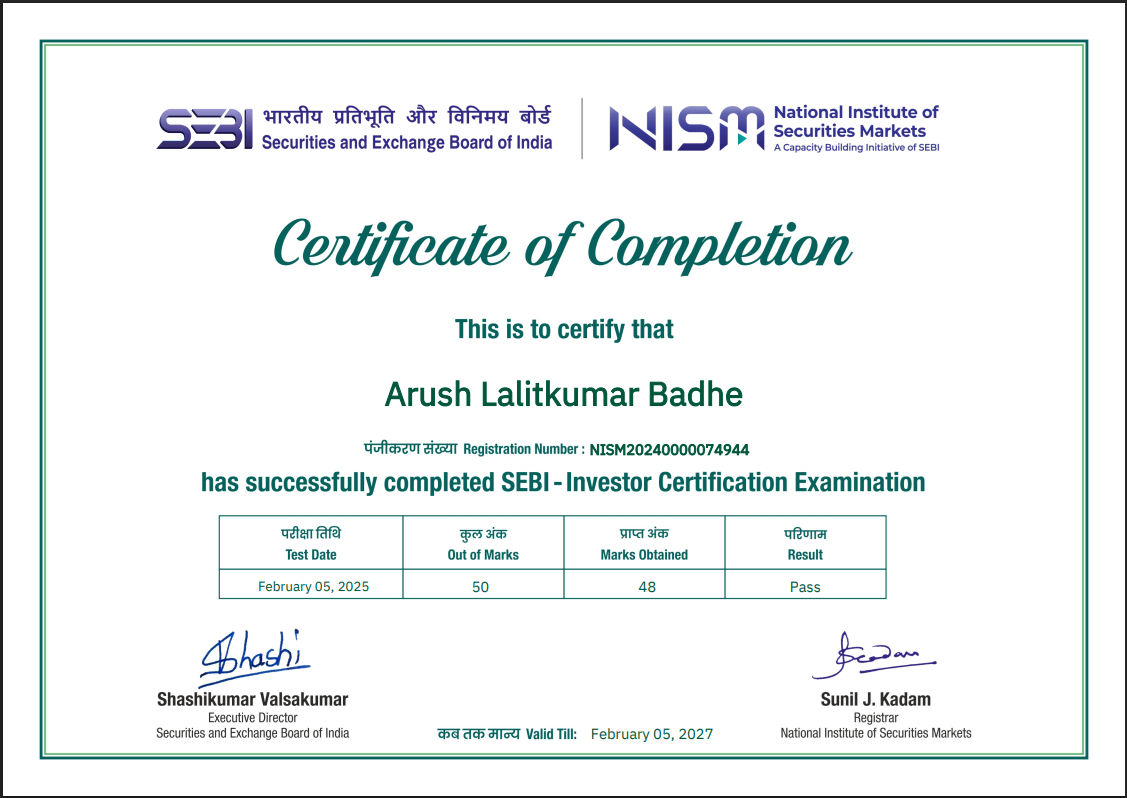 SEBI
भारतीय प्रतिभूति और विनिमय बोर्ड
Securities and Exchange Board of India
NISM
National Institute of
Securities Markets
A Capacity Building Initiative of SEBI
Certificate of Completion
This is to certify that
Arush Lalitkumar Badhe
पंजीकरण संख्या Registration Number : NISM20240000074944
has successfully completed SEBI - Investor Certification Examination
परीक्षा तिथि कुल अंक प्राप्त अंक परिणाम
Test Date Out of Marks Marks Obtained Result
February 05, 2025 50 48 Pass
Shashi
Skadam
Shashikumar Valsakumar
Executive Director
Securities and Exchange Board of India
कब तक मान्य Valid Till: February 05, 2027
Sunil J. Kadam
Registrar
National Institute of Securities Markets